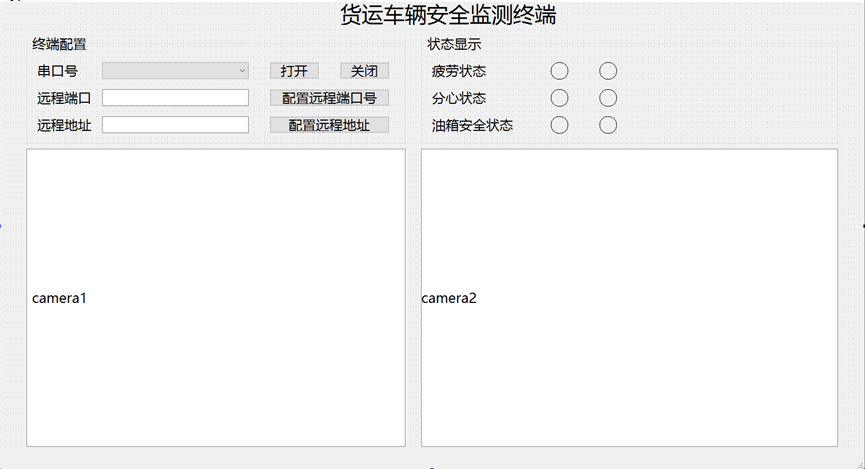 货运车辆安全监测终端
终端配置
串口号 打开 关闭
远程端口 配置远程端口号
远程地址 配置远程地址
状态显示
疲劳状态
分心状态
油箱安全状态
camera1
camera2